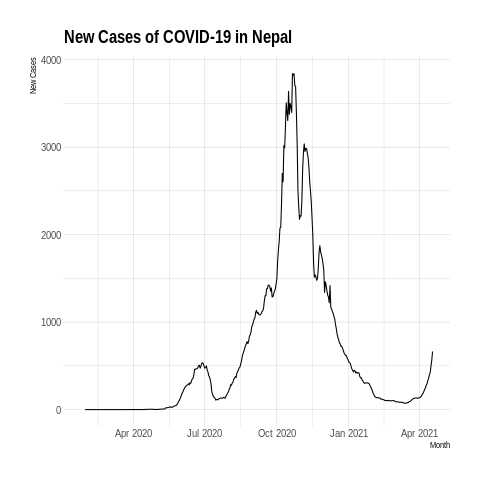 New Cases of COVID-19 in Nepal
New Cases
4000
3000
2000
1000
0
Apr 2020 Jul 2020 Oct 2020 Jan 2021 Apr 2021
Month